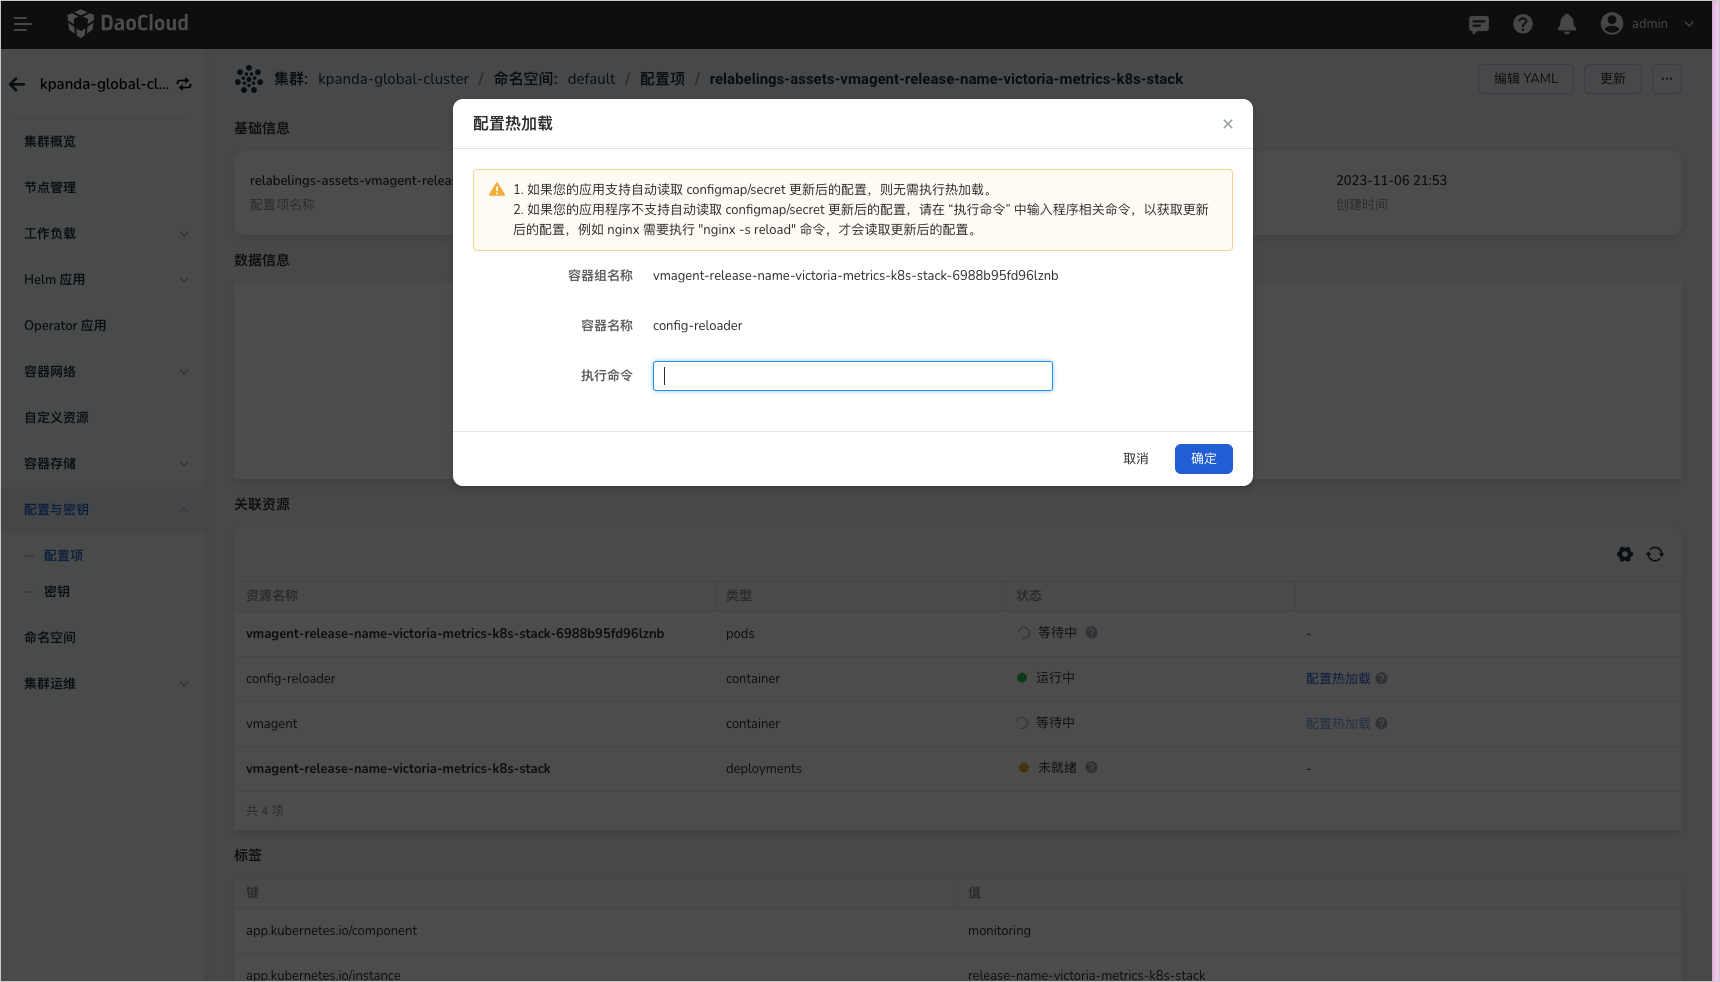 DaoCloud
admin
kpanda-global-cl...
集群: kpanda-global-cluster / 命名空间: default / 配置项 / relabelings-assets-vmagent-release-name-victoria-metrics-k8s-stack
编辑 YAML
更新
集群概览
节点管理
工作负载
Helm 应用
Operator 应用
容器网络
自定义资源
容器存储
配置与密钥
配置项
密钥
命名空间
集群运维
基础信息
relabelings-assets-vmagent-relea
配置项名称
2023-11-06 21:53
创建时间
数据信息
配置热加载
1. 如果您的应用支持自动读取 configmap/secret 更新后的配置，则无需执行热加载。
2. 如果您的应用程序不支持自动读取 configmap/secret 更新后的配置，请在 “执行命令” 中输入程序相关命令，以获取更新
后的配置，例如 nginx 需要执行 "nginx -s reload" 命令，才会读取更新后的配置。
容器组名称 vmagent-release-name-victoria-metrics-k8s-stack-6988b95fd96lznb
容器名称 config-reloader
执行命令
取消 确定
关联资源
资源名称 类型 状态
vmagent-release-name-victoria-metrics-k8s-stack-6988b95fd96lznb pods 等待中 -
config-reloader container 运行中 配置热加载
vmagent container 等待中 配置热加载
vmagent-release-name-victoria-metrics-k8s-stack deployments 未就绪 -
共 4 项
标签
键 值
app.kubernetes.io/component monitoring
app.kubernetes.io/instance release-name-victoria-metrics-k8s-stack